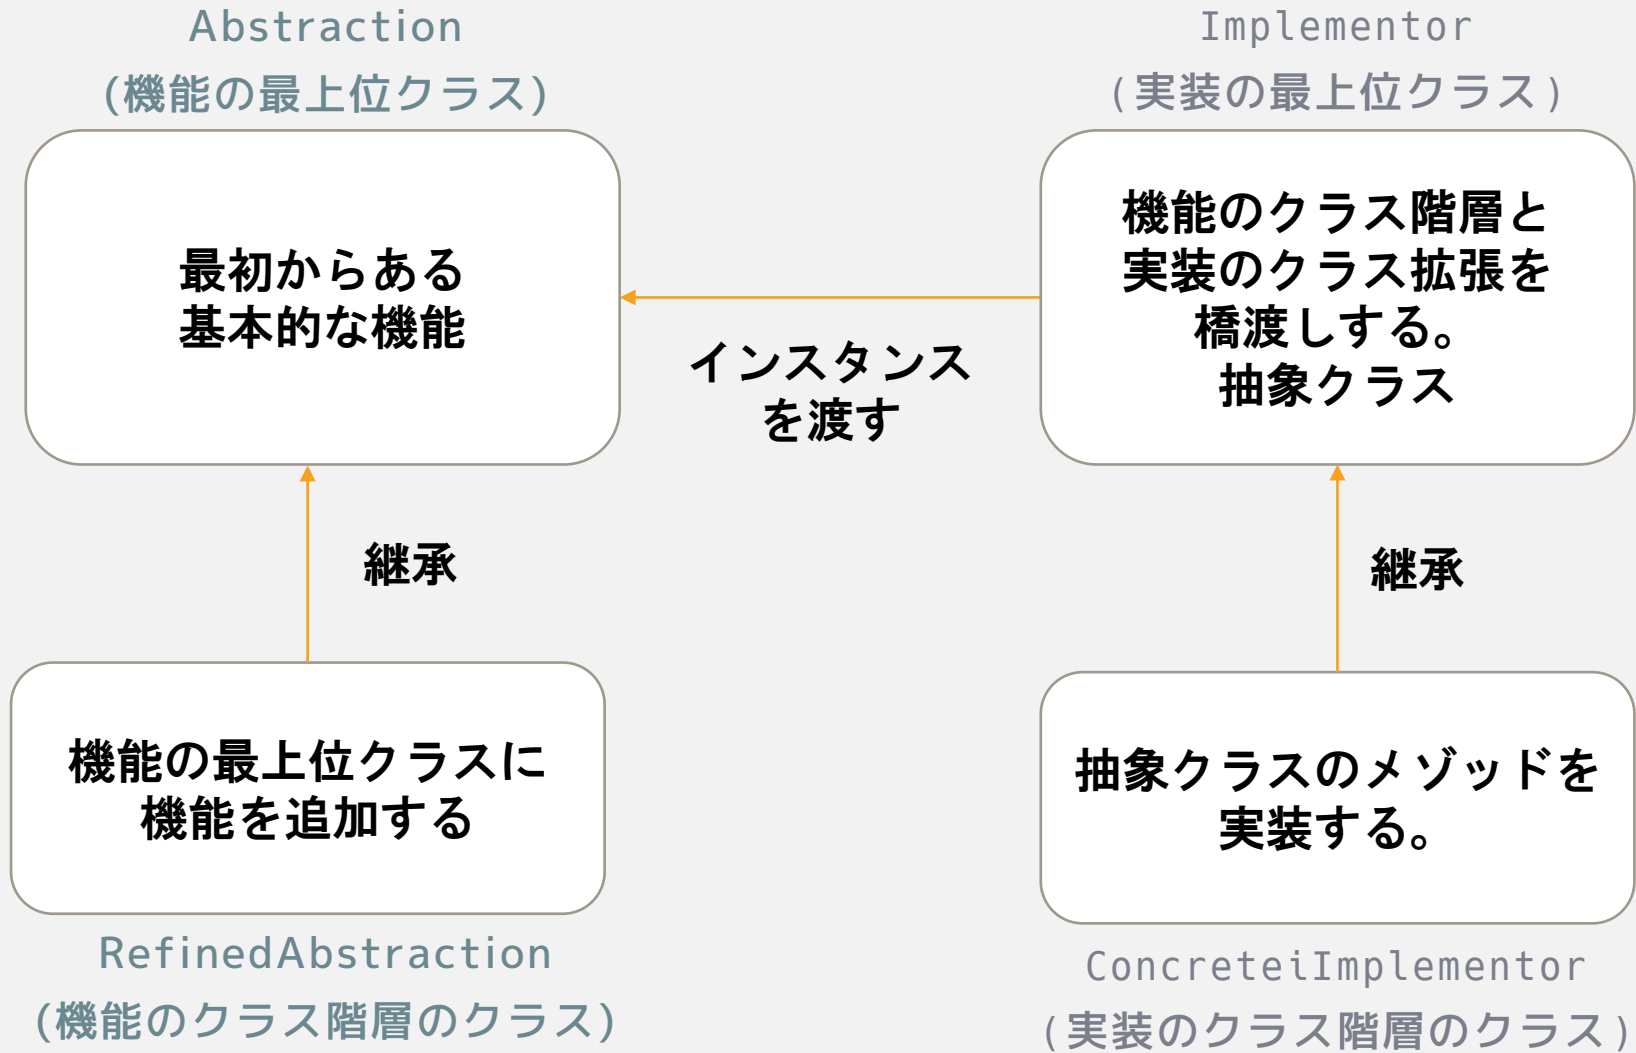 Abstraction
(機能の最上位クラス)
Implementor
(実装の最上位クラス)
最初からある
基本的な機能
機能のクラス階層と
実装のクラス拡張を
橋渡しする。
抽象クラス
インスタンス
を渡す
継承
継承
機能の最上位クラスに
機能を追加する
抽象クラスのメゾッドを
実装する。
RefinedAbstraction
(機能のクラス階層のクラス)
ConcreteiImplementor
(実装のクラス階層のクラス)